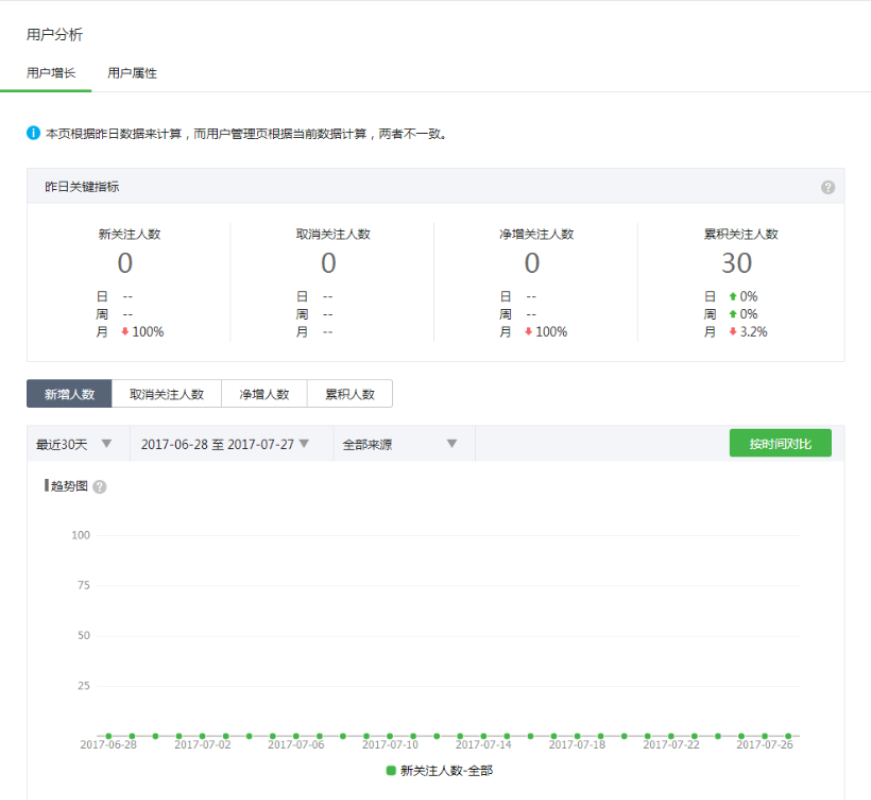 用户分析
用户增长 用户属性
本页根据昨日数据来计算，而用户管理页根据当前数据计算，两者不一致。
昨日关键指标
新关注人数 取消关注人数 净增关注人数 累积关注人数
0 0 0 30
日 -- 日 -- 日 -- 日 0%
周 -- 周 -- 周 -- 周 0%
月 100% 月 -- 月 100% 月 3.2%
新增人数 取消关注人数 净增人数 累积人数
最近30天 2017-06-28 至 2017-07-27 全部来源 按时间对比
趋势图
100
75
50
25
2017-06-28 2017-07-02 2017-07-06 2017-07-10 2017-07-14 2017-07-18 2017-07-22 2017-07-26
新关注人数-全部